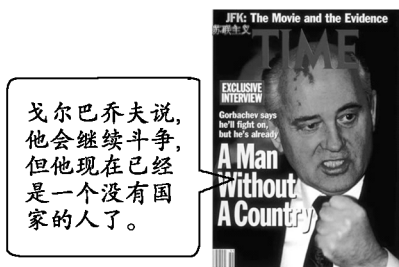 戈尔巴乔夫说,
他会继续斗争,
但他现在已经
是一个没有国
家的人了。
JFK: The Movie and the Evidence
TIME
EXCLUSIVE
INTERVIEW
Gorbachev says
he'll fight on,
but he's already
A Man
Without
A Country